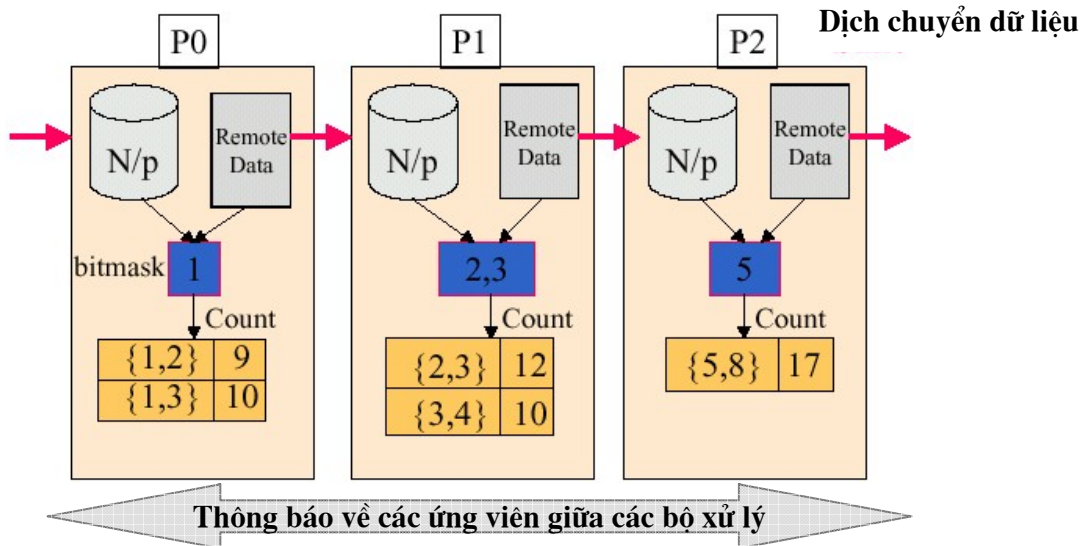 Dịch chuyển dữ liệu
P0
P1
P2
N/p
Remote
Data
N/p
Remote
Data
N/p
Remote
Data
bitmask
1
2,3
5
Count
Count
Count
{1,2} 9
{1,3} 10
{2,3} 12
{3,4} 10
{5,8} 17
Thông báo về các ứng viên giữa các bộ xử lý